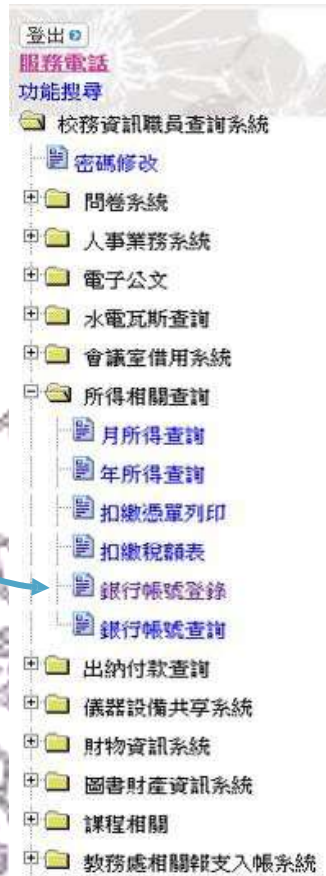 登出
服務電話
功能搜尋
校務資訊職員查詢系統
密碼修改
問卷系統
人事業務系統
電子公文
水電瓦斯查詢
會議室借用系統
所得相關查詢
月所得查詢
年所得查詢
扣繳憑單列印
扣繳稅額表
銀行帳號登錄
銀行帳號查詢
出納付款查詢
儀器設備共享系統
財物資訊系統
圖書財產資訊系統
課程相關
教務處相關報支入帳系統